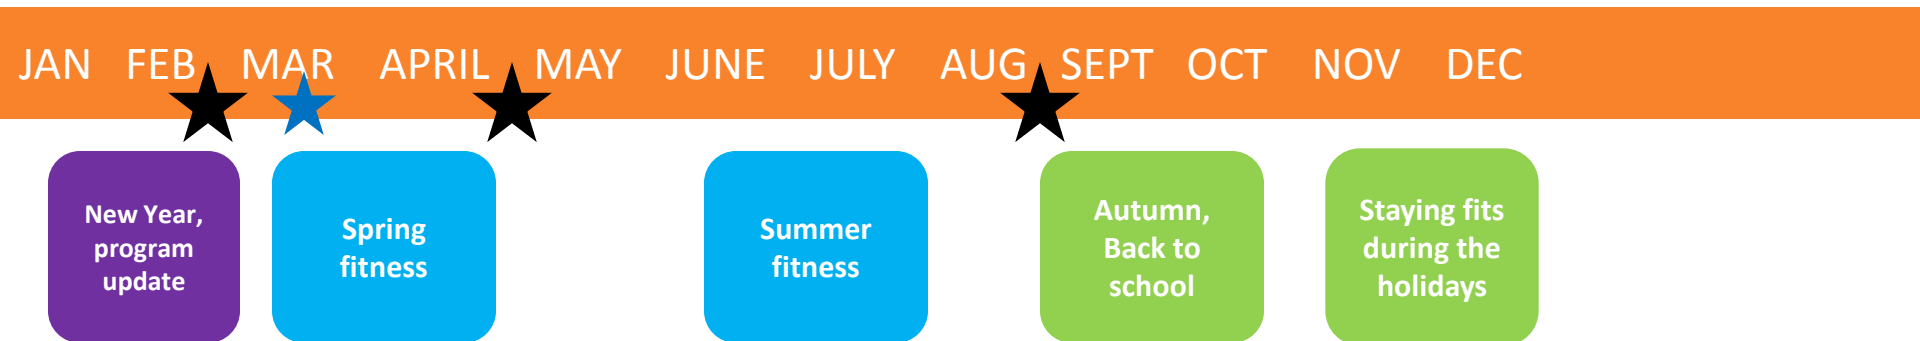 JAN FEB MAR APRIL MAY JUNE JULY AUG SEPT OCT NOV DEC
New Year,
program
update
Spring
fitness
Summer
fitness
Autumn,
Back to
school
Staying fits
during the
holidays